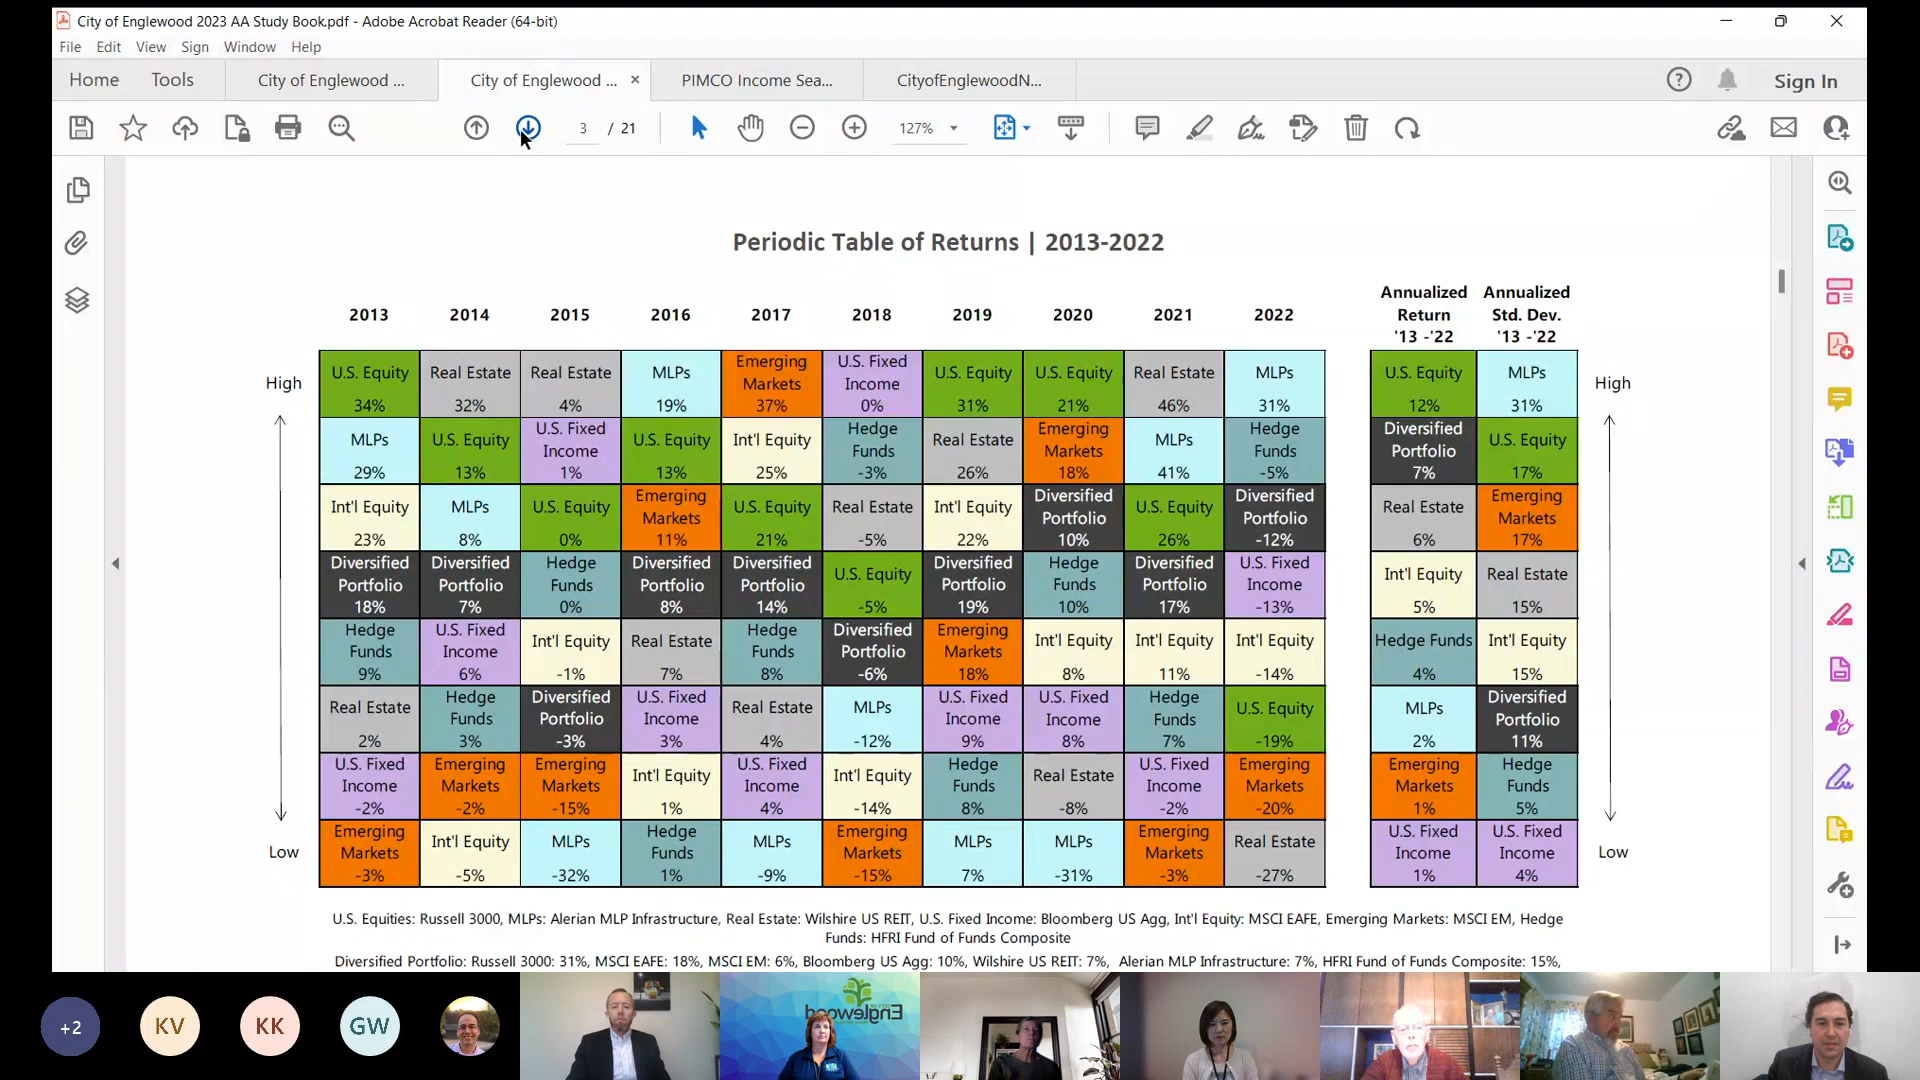 City of Englewood 2023 AA Study Book.pdf - Adobe Acrobat Reader (64-bit)
File Edit View Sign Window Help
Home Tools City of Englewood ... City of Englewood ... × PIMCO Income Sea... CityofEnglewoodN... Sign In
3 / 21 127%
Periodic Table of Returns | 2013-2022
Annualized Annualized
Return Std. Dev.
'13 -'22 '13 -'22
2013 2014 2015 2016 2017 2018 2019 2020 2021 2022
High High
U.S. Equity 34% Real Estate 32% Real Estate 4% MLPs 19% Emerging Markets 37% U.S. Fixed Income 0% U.S. Equity 31% U.S. Equity 21% Real Estate 46% MLPs 31% U.S. Equity 12% MLPs 31%
MLPs 29% U.S. Equity 13% U.S. Fixed Income 1% U.S. Equity 13% Int'l Equity 25% Hedge Funds -3% Real Estate 26% Emerging Markets 18% MLPs 41% Hedge Funds -5% Diversified Portfolio 7% U.S. Equity 17%
Int'l Equity 23% MLPs 8% U.S. Equity 0% Emerging Markets 11% U.S. Equity 21% Real Estate -5% Int'l Equity 22% Diversified Portfolio 10% U.S. Equity 26% Diversified Portfolio -12% Real Estate 6% Emerging Markets 17%
Diversified Portfolio 18% Diversified Portfolio 7% Hedge Funds 0% Diversified Portfolio 8% Diversified Portfolio 14% U.S. Equity -5% Diversified Portfolio 19% Hedge Funds 10% Diversified Portfolio 17% U.S. Fixed Income -13% Int'l Equity 5% Real Estate 15%
Hedge Funds 9% U.S. Fixed Income 6% Int'l Equity -1% Real Estate 7% Hedge Funds 8% Diversified Portfolio -6% Emerging Markets 18% Int'l Equity 8% Int'l Equity 11% Int'l Equity -14% Hedge Funds 4% Int'l Equity 15%
Real Estate 2% Hedge Funds 3% Diversified Portfolio -3% U.S. Fixed Income 3% Real Estate 4% MLPs -12% U.S. Fixed Income 9% U.S. Fixed Income 8% Hedge Funds 7% U.S. Equity -19% MLPs 2% Diversified Portfolio 11%
U.S. Fixed Income -2% Emerging Markets -2% Emerging Markets -15% Int'l Equity 1% U.S. Fixed Income 4% Int'l Equity -14% Hedge Funds 8% Real Estate -8% U.S. Fixed Income -2% Emerging Markets -20% Emerging Markets 1% Hedge Funds 5%
Emerging Markets -3% Int'l Equity -5% MLPs -32% Hedge Funds 1% MLPs -9% Emerging Markets -15% MLPs 7% MLPs -31% Emerging Markets -3% Real Estate -27% U.S. Fixed Income 1% U.S. Fixed Income 4%
Low Low
U.S. Equities: Russell 3000, MLPs: Alerian MLP Infrastructure, Real Estate: Wilshire US REIT, U.S. Fixed Income: Bloomberg US Agg, Int'l Equity: MSCI EAFE, Emerging Markets: MSCI EM, Hedge
Funds: HFRI Fund of Funds Composite
Diversified Portfolio: Russell 3000: 31%, MSCI EAFE: 18%, MSCI EM: 6%, Bloomberg US Agg: 10%, Wilshire US REIT: 7%, Alerian MLP Infrastructure: 7%, HFRI Fund of Funds Composite: 15%,
+2 KV KK GW
Englewood